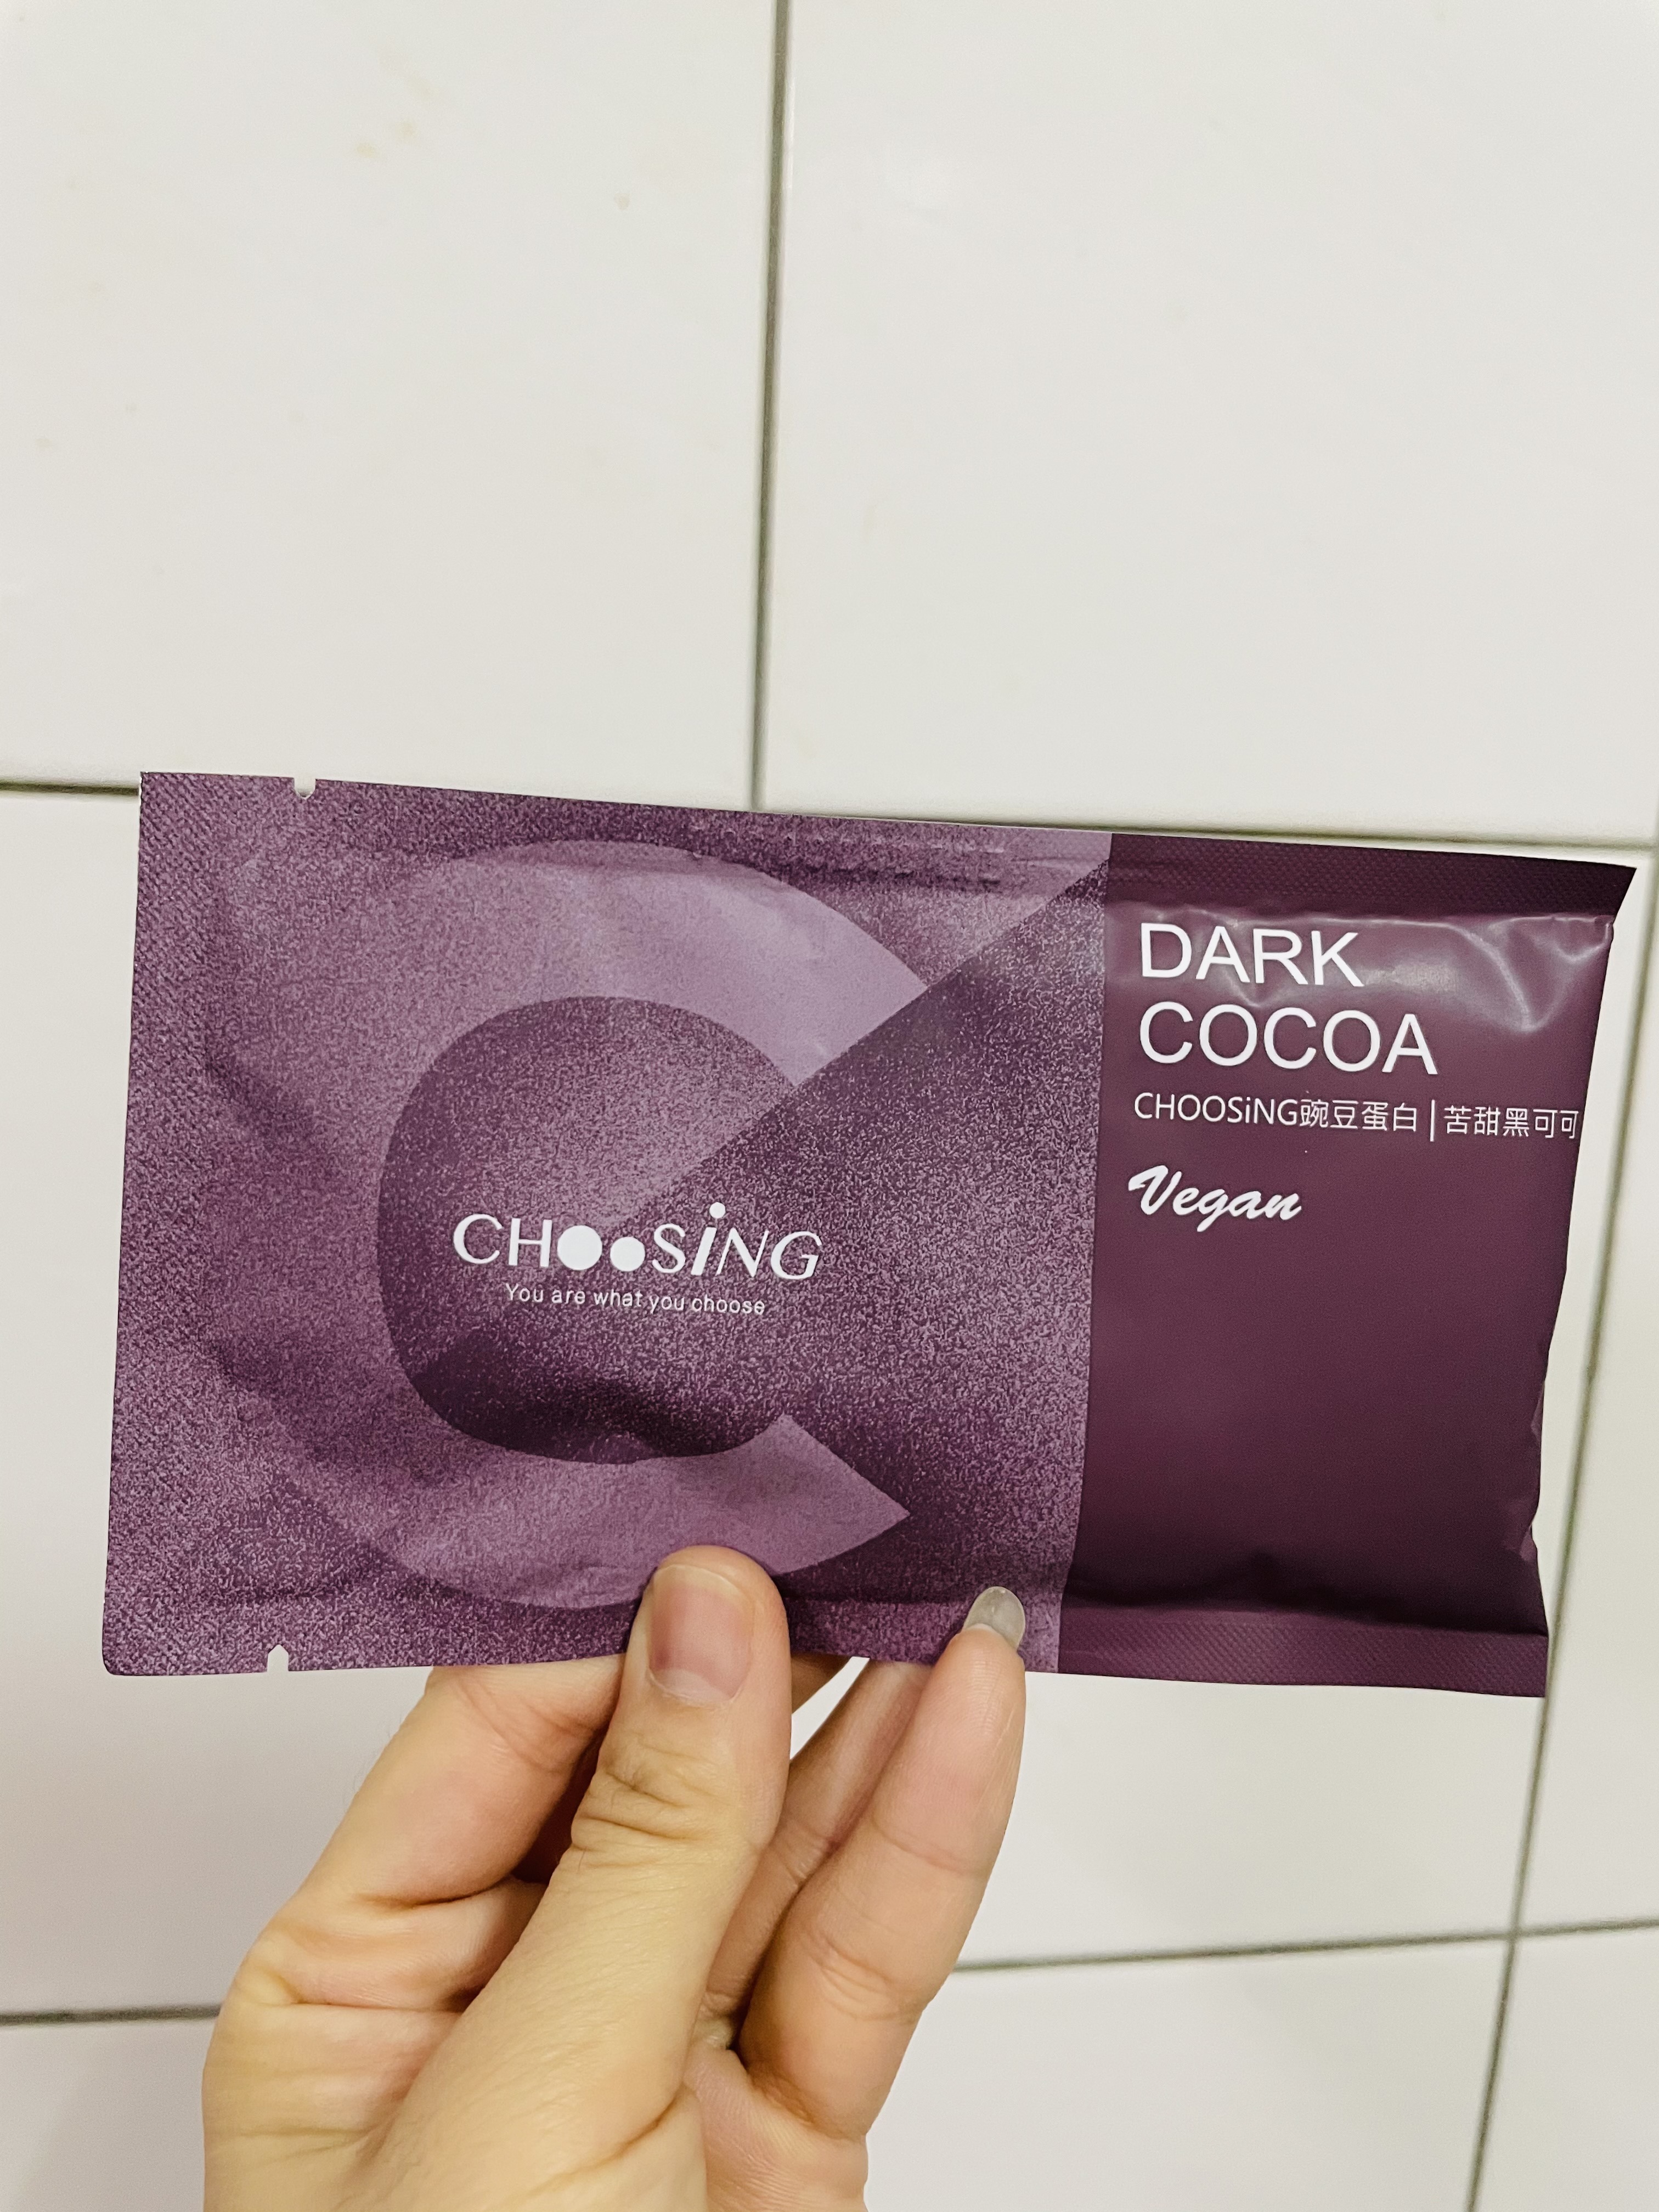 CHOOSiNG
You are what you choose
DARK
COCOA
CHOOSiNG豌豆蛋白|苦甜黑可可
Vegan